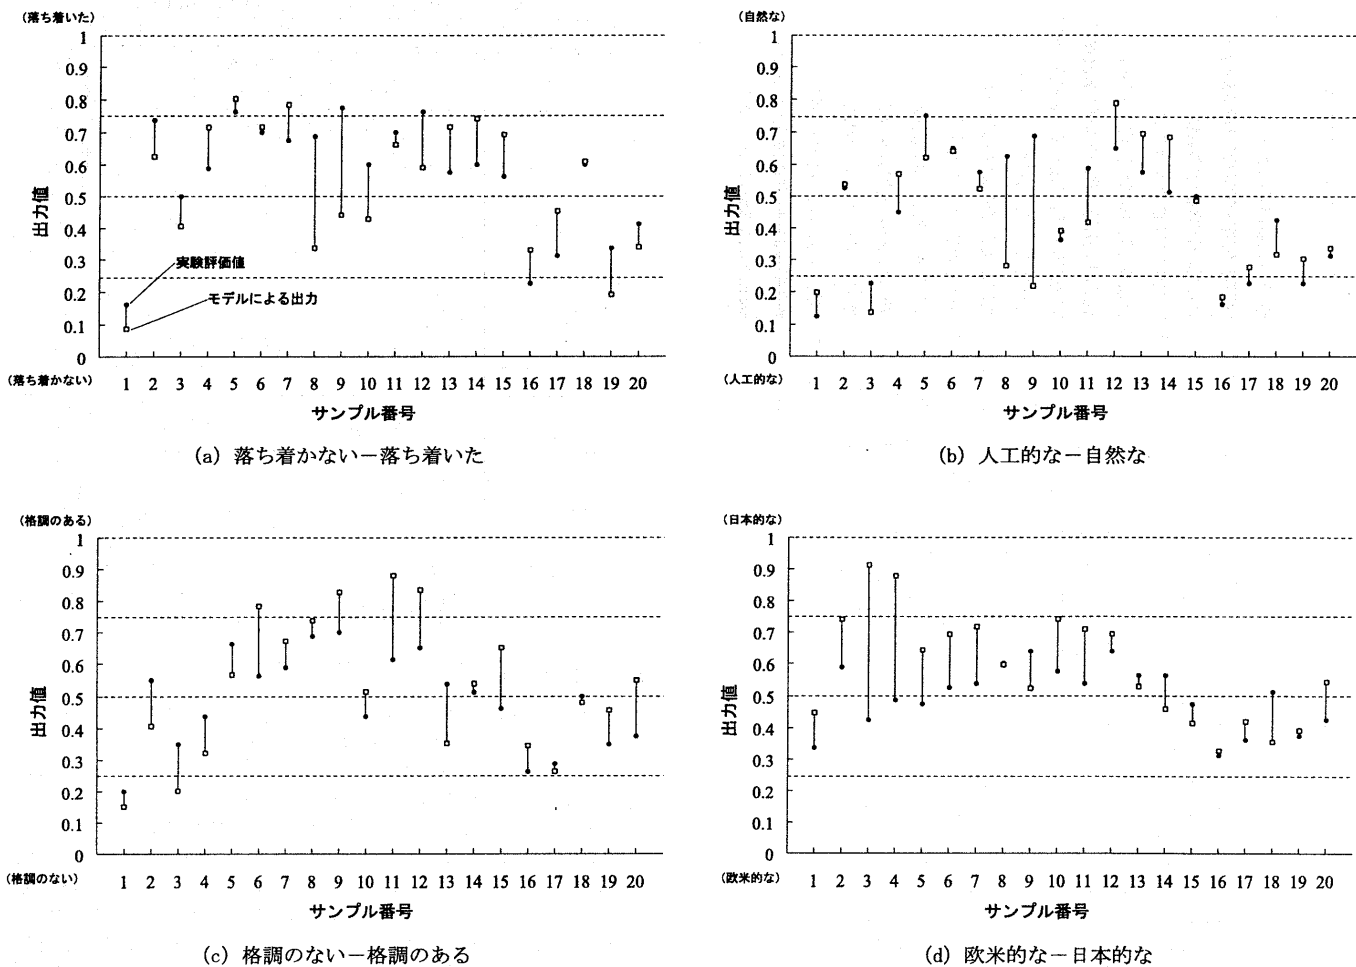 (落ち着いた)
1
0.9
0.8
0.7
0.6
0.5
0.4
0.3
0.2
0.1
0
出力値
実験評価値
モデルによる出力
(落ち着かない) 1 2 3 4 5 6 7 8 9 10 11 12 13 14 15 16 17 18 19 20
サンプル番号
(a) 落ち着かない－落ち着いた
(自然な)
1
0.9
0.8
0.7
0.6
0.5
0.4
0.3
0.2
0.1
0
出力値
(人工的な) 1 2 3 4 5 6 7 8 9 10 11 12 13 14 15 16 17 18 19 20
サンプル番号
(b) 人工的な－自然な
(格調のある)
1
0.9
0.8
0.7
0.6
0.5
0.4
0.3
0.2
0.1
0
出力値
(格調のない) 1 2 3 4 5 6 7 8 9 10 11 12 13 14 15 16 17 18 19 20
サンプル番号
(c) 格調のない－格調のある
(日本的な)
1
0.9
0.8
0.7
0.6
0.5
0.4
0.3
0.2
0.1
0
出力値
(欧米的な) 1 2 3 4 5 6 7 8 9 10 11 12 13 14 15 16 17 18 19 20
サンプル番号
(d) 欧米的な－日本的な